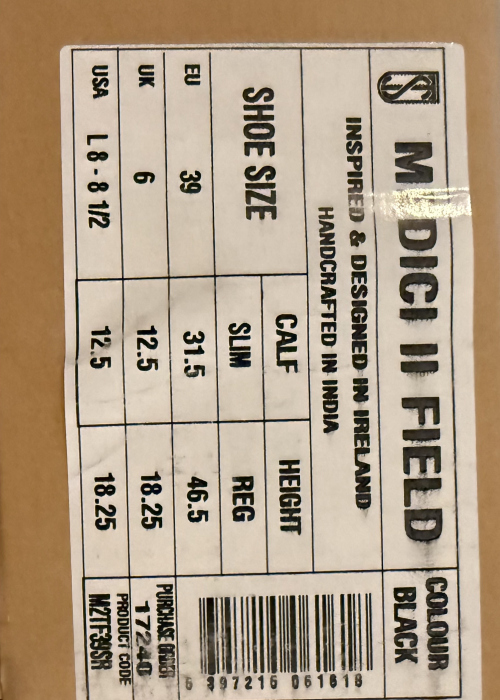 MEDICI II FIELD
COLOUR
BLACK
INSPIRED & DESIGNED IN IRELAND
HANDCRAFTED IN INDIA
SHOE SIZE
CALF HEIGHT
SLIM REG
EU 39 31.5 46.5
UK 6 12.5 18.25
USA L 8 - 8 1/2 12.5 18.25
5 397215 061618
PURCHASE ORDER
17240
PRODUCT CODE
M2TF39SR